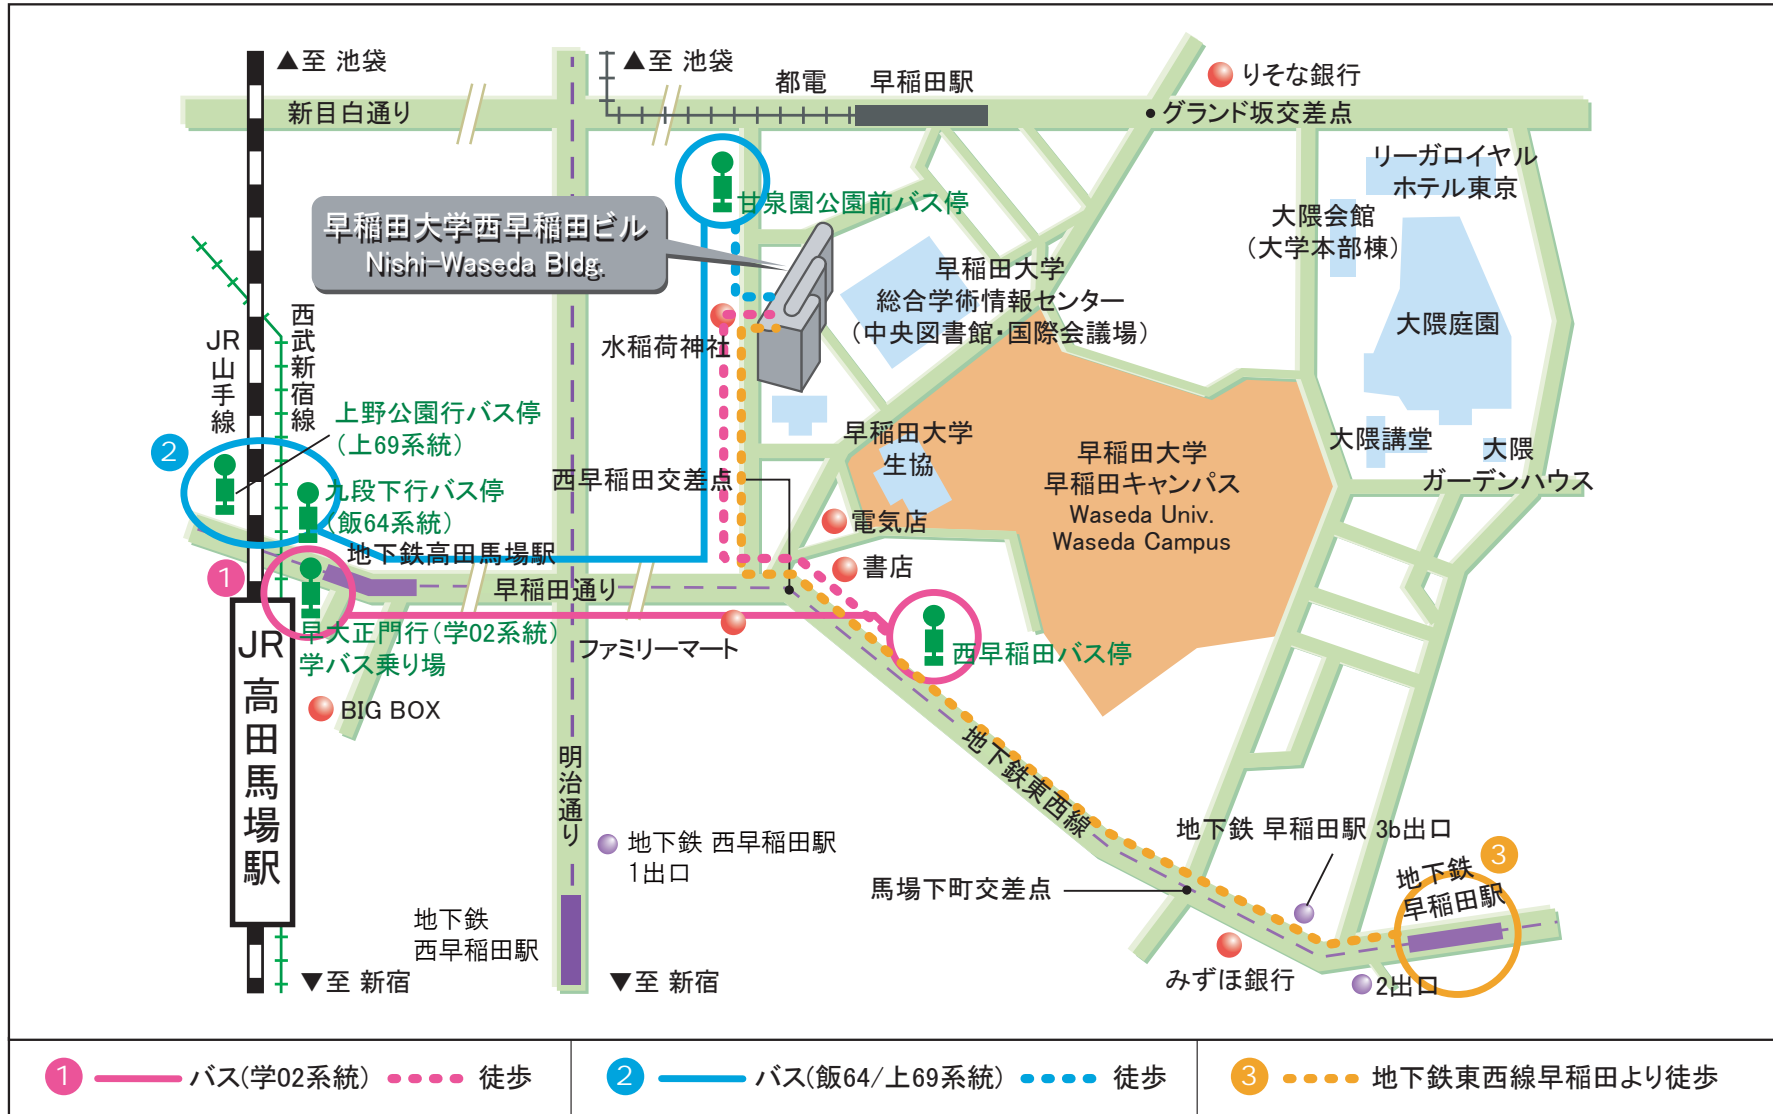 ▲至 池袋
▲至 池袋
都電 早稲田駅
りそな銀行
新目白通り
グランド坂交差点
リーガロイヤル
ホテル東京
甘泉園公園前バス停
早稲田大学西早稲田ビル
Nishi-Waseda Bldg.
大隈会館
(大学本部棟)
早稲田大学
総合学術情報センター
(中央図書館・国際会議場)
大隈庭園
西武新宿線
JR山手線
水稲荷神社
上野公園行バス停
(上69系統)
2
早稲田大学
生協
早稲田大学
早稲田キャンパス
Waseda Univ.
Waseda Campus
大隈講堂
大隈
ガーデンハウス
西早稲田交差点
九段下行バス停
(飯64系統)
電気店
地下鉄高田馬場駅
書店
1
早稲田通り
早大正門行(学02系統)
学バス乗り場
ファミリーマート
西早稲田バス停
JR高田馬場駅
BIG BOX
明治通り
地下鉄東西線
地下鉄 西早稲田駅
1出口
地下鉄 早稲田駅 3b出口
3
地下鉄
早稲田駅
馬場下町交差点
地下鉄
西早稲田駅
みずほ銀行
2出口
▼至 新宿
▼至 新宿
1 バス(学02系統) 徒歩
2 バス(飯64/上69系統) 徒歩
3 地下鉄東西線早稲田より徒歩